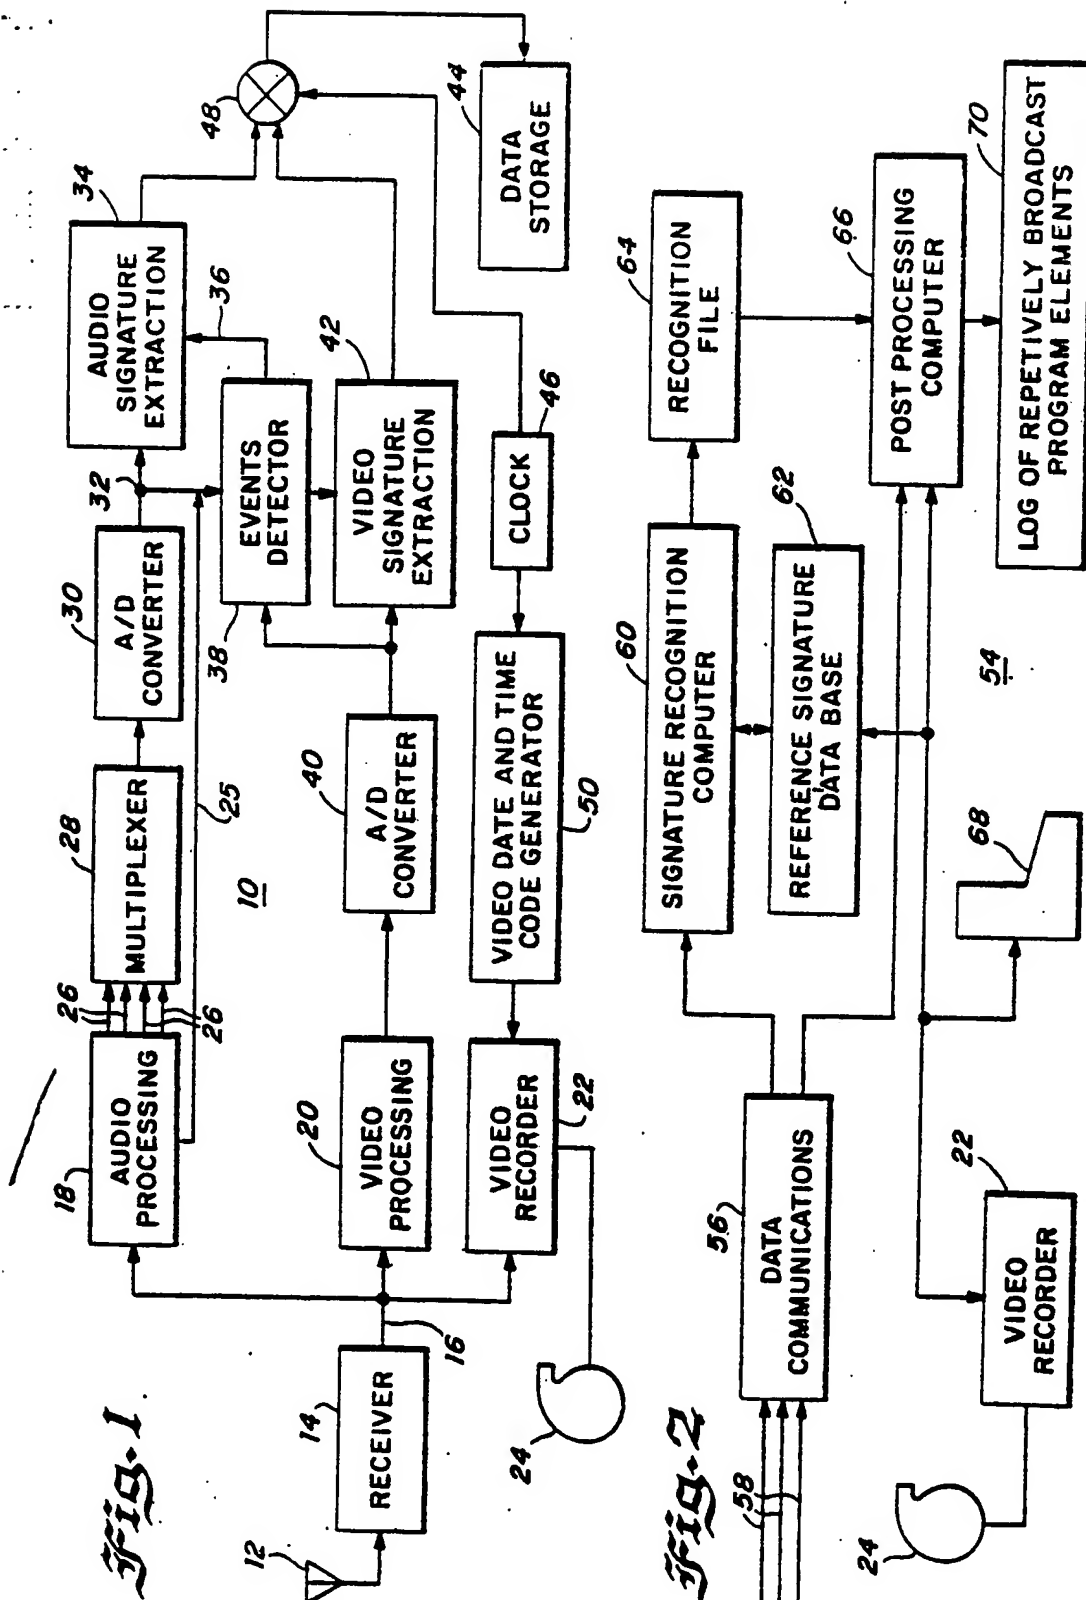 Fig. 1
12
14
RECEIVER
16
18
AUDIO
PROCESSING
26
26
25
28
MULTIPLEXER
30
A/D
CONVERTER
32
34
AUDIO
SIGNATURE
EXTRACTION
36
38
EVENTS
DETECTOR
20
VIDEO
PROCESSING
40
A/D
CONVERTER
42
VIDEO
SIGNATURE
EXTRACTION
48
44
DATA
STORAGE
10
24
22
VIDEO
RECORDER
50
VIDEO DATE AND TIME
CODE GENERATOR
46
CLOCK
Fig. 2
58
56
DATA
COMMUNICATIONS
60
SIGNATURE RECOGNITION
COMPUTER
62
REFERENCE SIGNATURE
DATA BASE
64
RECOGNITION
FILE
66
POST PROCESSING
COMPUTER
70
LOG OF REPETIVELY BROADCAST
PROGRAM ELEMENTS
54
68
24
22
VIDEO
RECORDER